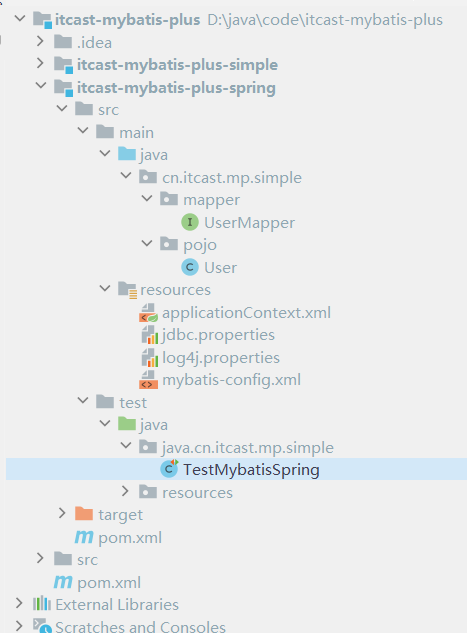 itcast-mybatis-plus D:\java\code\itcast-mybatis-plus
.idea
itcast-mybatis-plus-simple
itcast-mybatis-plus-spring
src
main
java
cn.itcast.mp.simple
mapper
UserMapper
pojo
User
resources
applicationContext.xml
jdbc.properties
log4j.properties
mybatis-config.xml
test
java
java.cn.itcast.mp.simple
TestMybatisSpring
resources
target
pom.xml
src
pom.xml
External Libraries
Scratches and Consoles